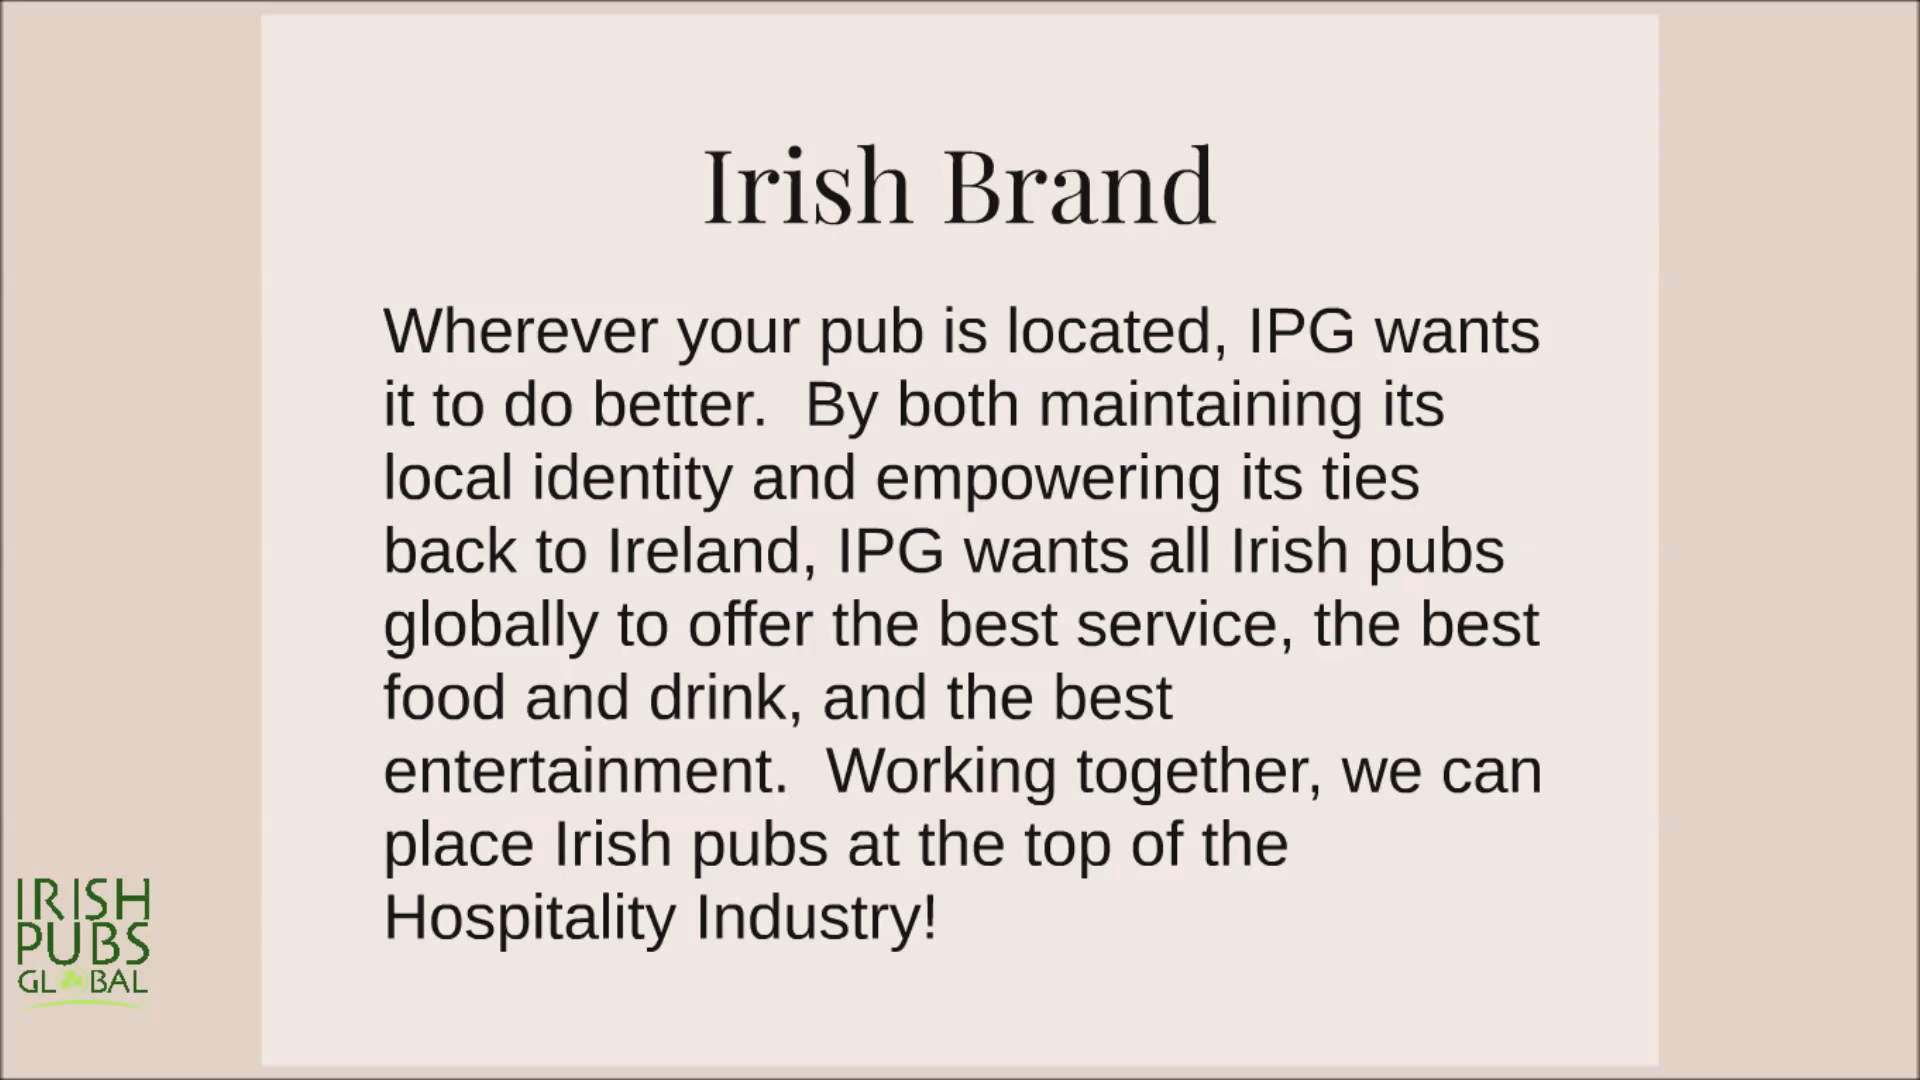 Irish Brand
Wherever your pub is located, IPG wants
it to do better.  By both maintaining its
local identity and empowering its ties
back to Ireland, IPG wants all Irish pubs
globally to offer the best service, the best
food and drink, and the best
entertainment.  Working together, we can
place Irish pubs at the top of the
Hospitality Industry!
IRISH
PUBS
GLOBAL